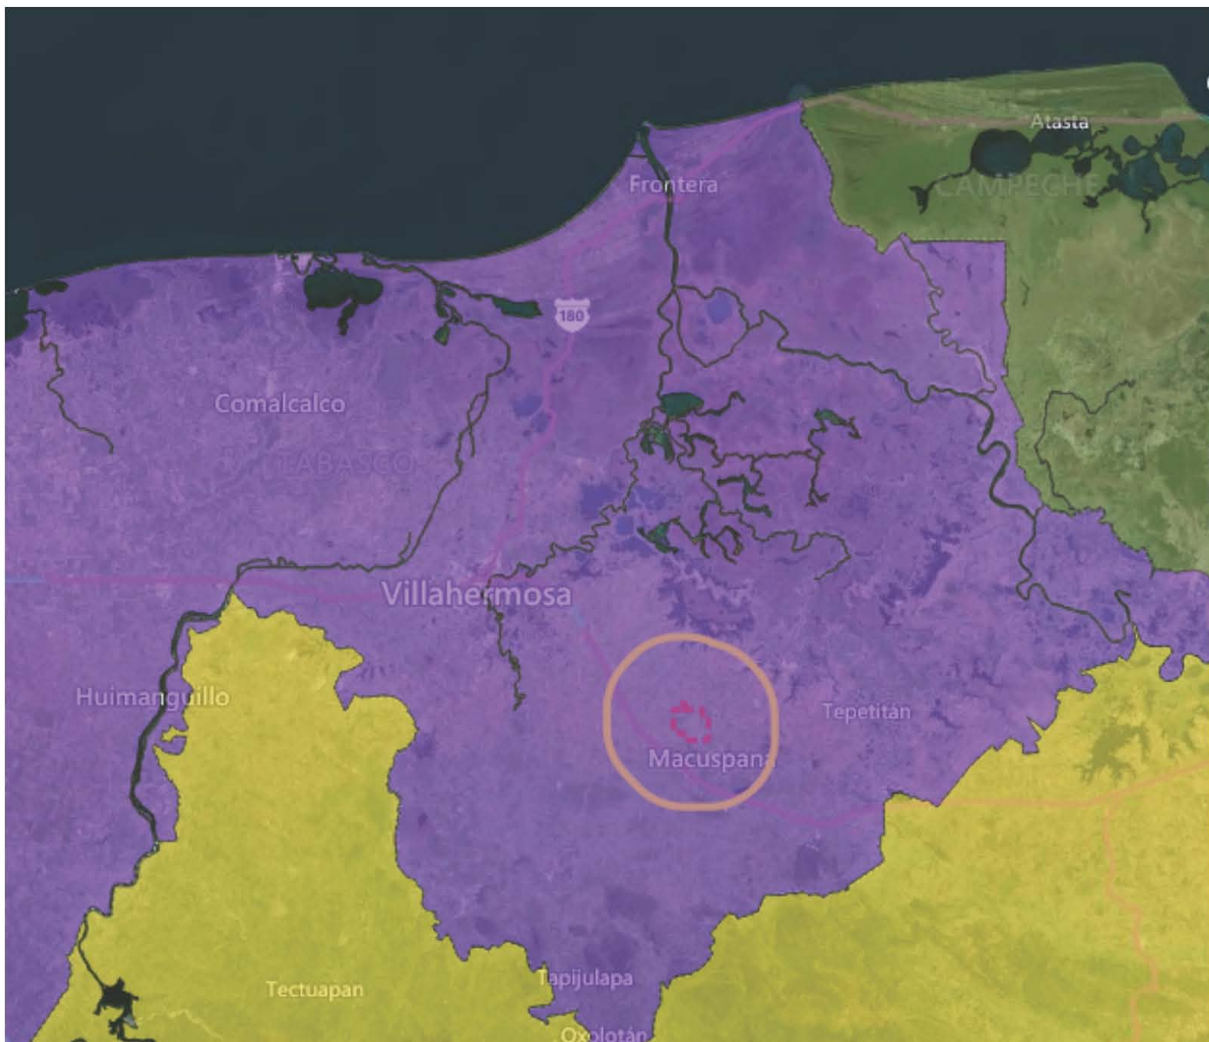 Atasta
Frontera
CAMPECHE
180
Comalcalco
TABASCO
Villahermosa
Huimanguillo
Tepetitán
Macuspana
Tapijulapa
Tectuapan
Oxolotán